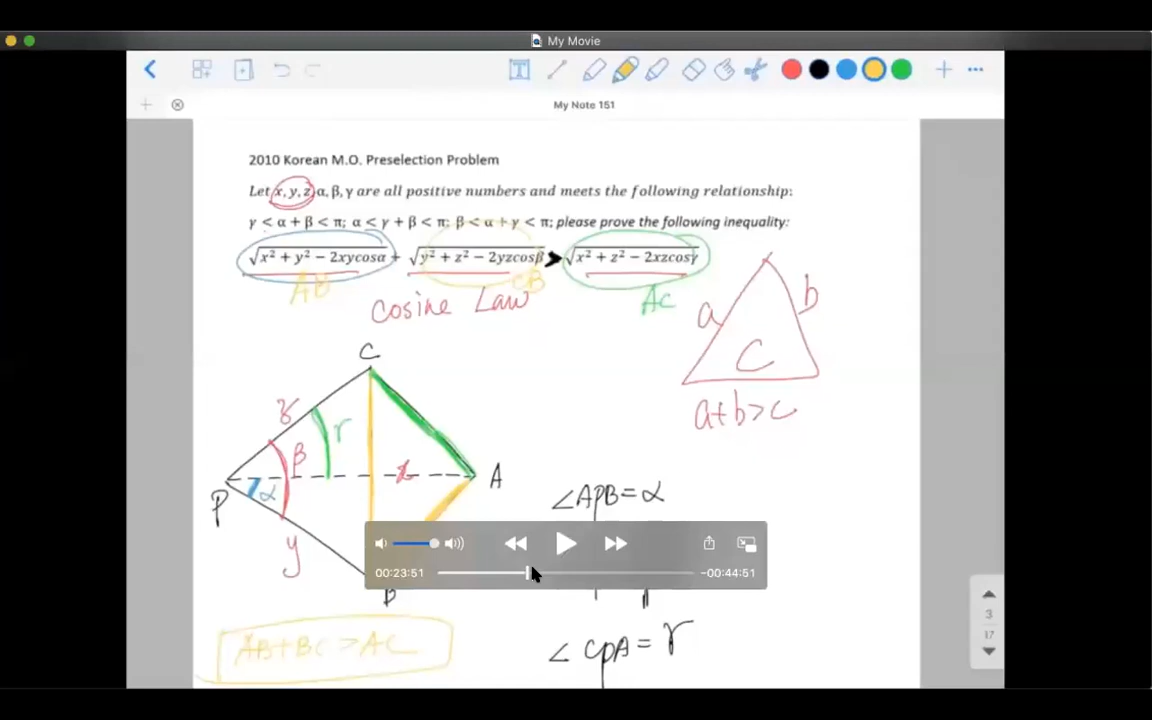 My Movie
My Note 151
2010 Korean M.O. Preselection Problem
Let x, y, z, α, β, γ are all positive numbers and meets the following relationship:
γ < α + β < π; α < γ + β < π; β < α + γ < π; please prove the following inequality:
√x² + y² − 2xycosα + √y² + z² − 2yzcosβ > √x² + z² − 2xzcosγ
AB CB AC
Cosine Law
a b
C
a+b>c
C
z r
β
x A
P α
∠APB=α
y
00:23:51 -00:44:51
B
3
17
AB+BC >AC
∠CPA= r